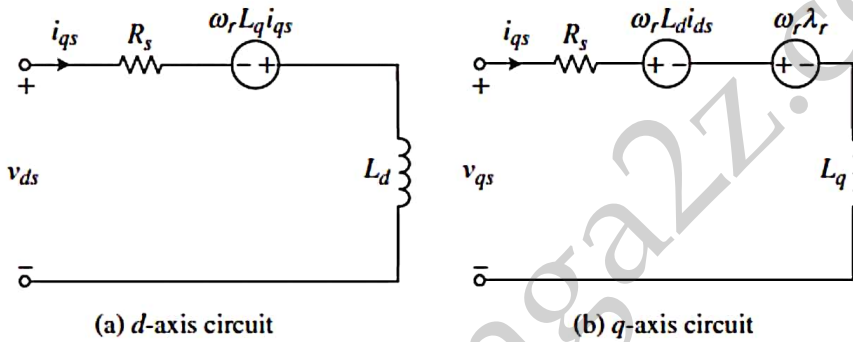 i_qs R_s ω_r L_q i_qs
+
v_ds
L_d
−
− +
(a) d-axis circuit
i_qs R_s ω_r L_d i_ds ω_r λ_r
+ − + −
+
v_qs
L_q
−
(b) q-axis circuit